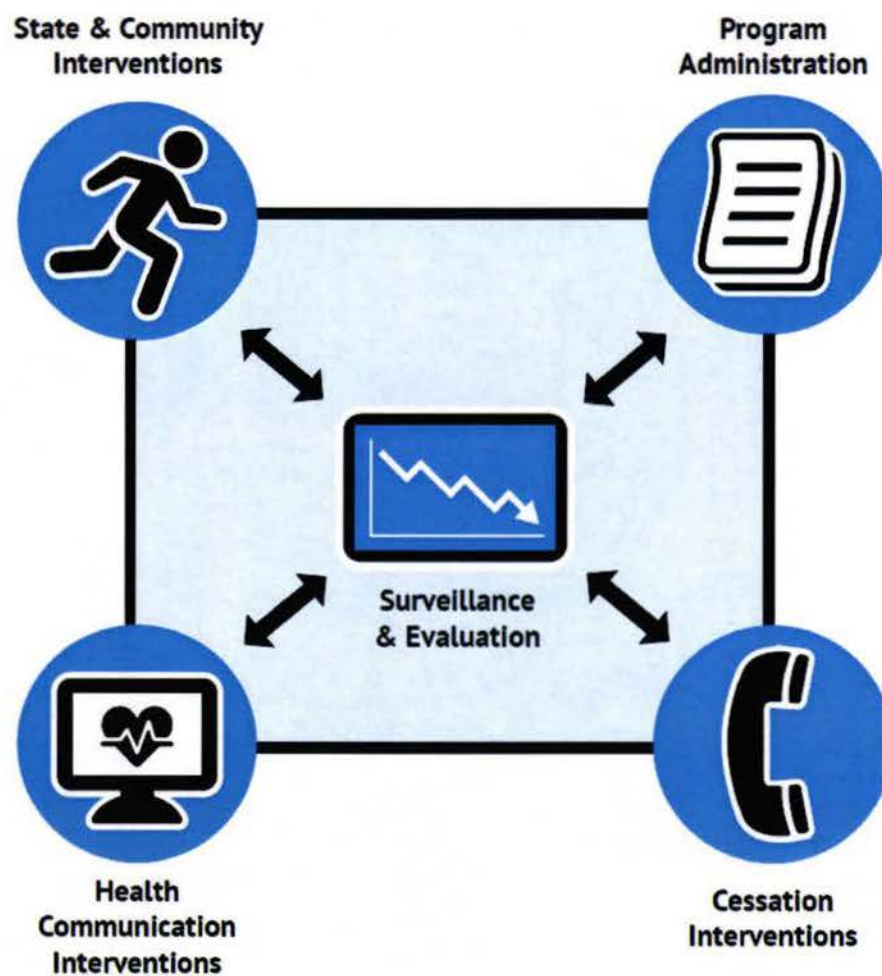 State & Community
Interventions
Program
Administration
Surveillance
& Evaluation
Health
Communication
Interventions
Cessation
Interventions